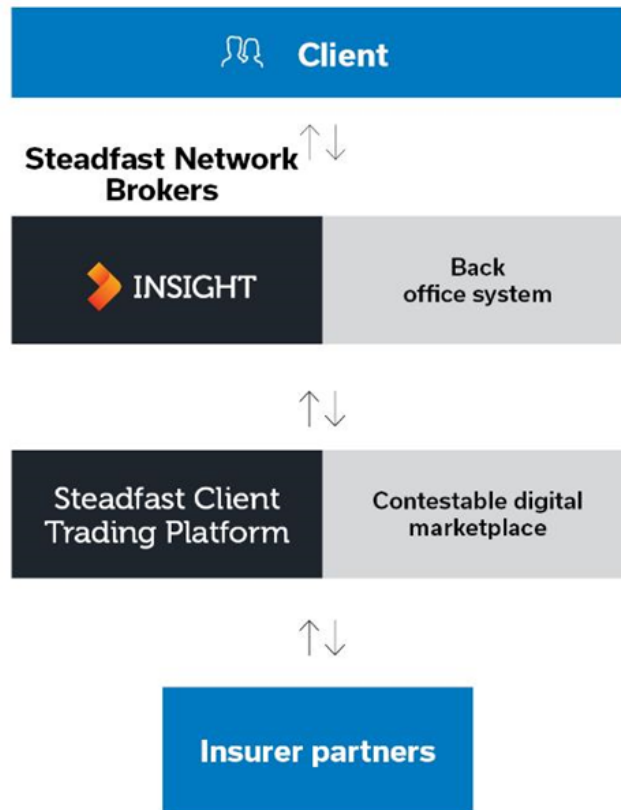 Client
Steadfast Network
Brokers
INSIGHT
Back
office system
Steadfast Client
Trading Platform
Contestable digital
marketplace
Insurer partners